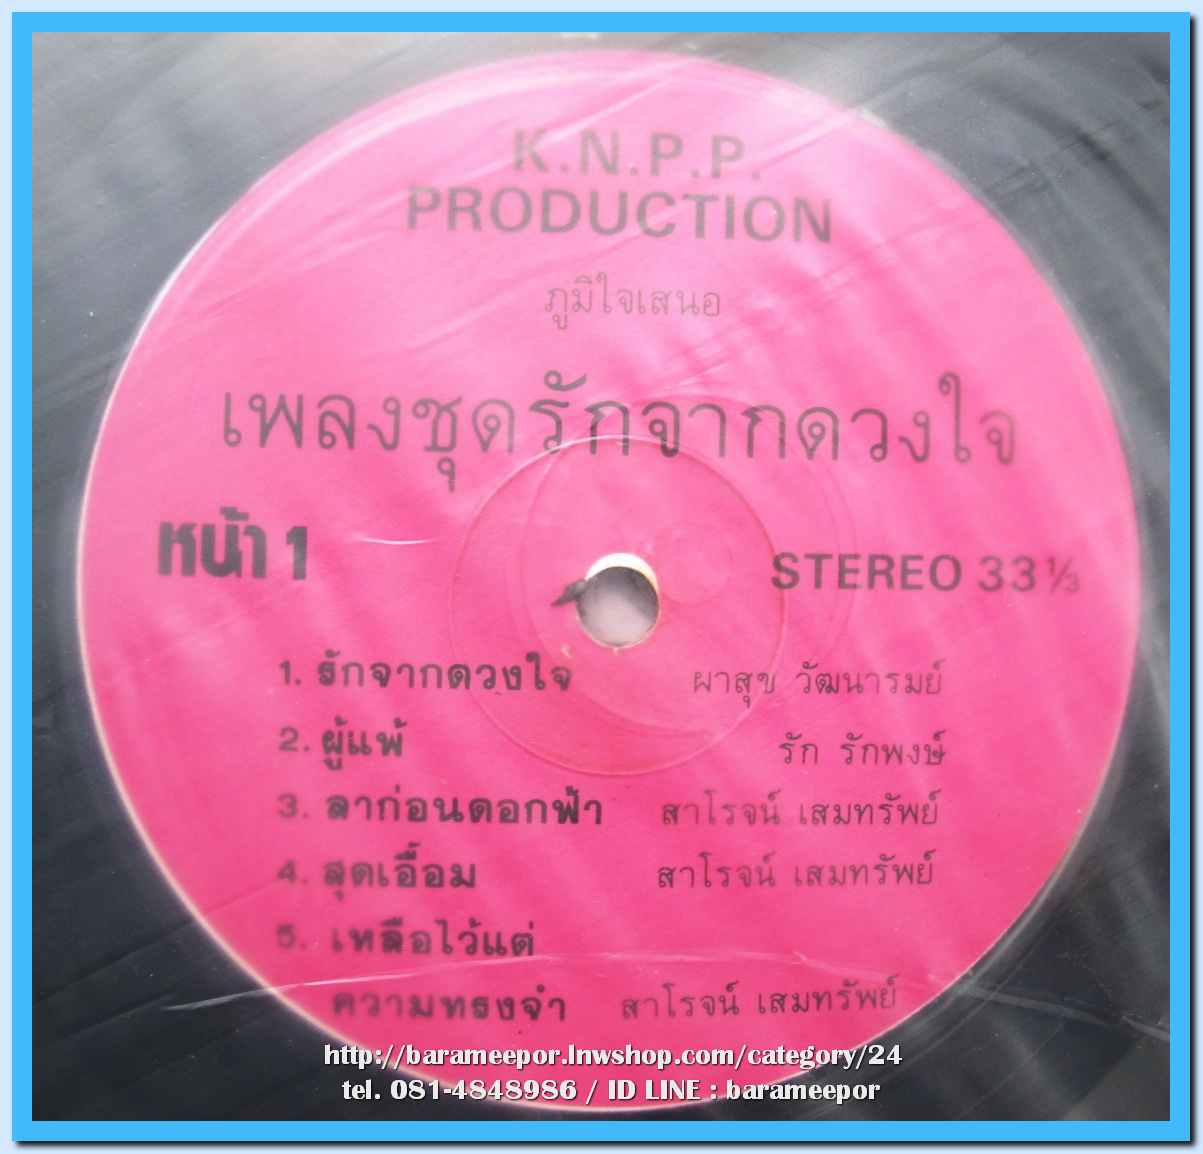 K.N.P.P.
PRODUCTION
ภูมิใจเสนอ
เพลงชุดรักจากดวงใจ
หน้า 1 STEREO 33 ⅓
1. รักจากดวงใจ ผาสุข วัฒนารมย์
2. ผู้แพ้ รัก รักพงษ์
3. ลาก่อนดอกฟ้า สาโรจน์ เสมทรัพย์
4. สุดเอื้อม สาโรจน์ เสมทรัพย์
5. เหลือไว้แต่
ความทรงจำ สาโรจน์ เสมทรัพย์
http://barameepor.lnwshop.com/category/24
tel. 081-4848986 / ID LINE : barameepor